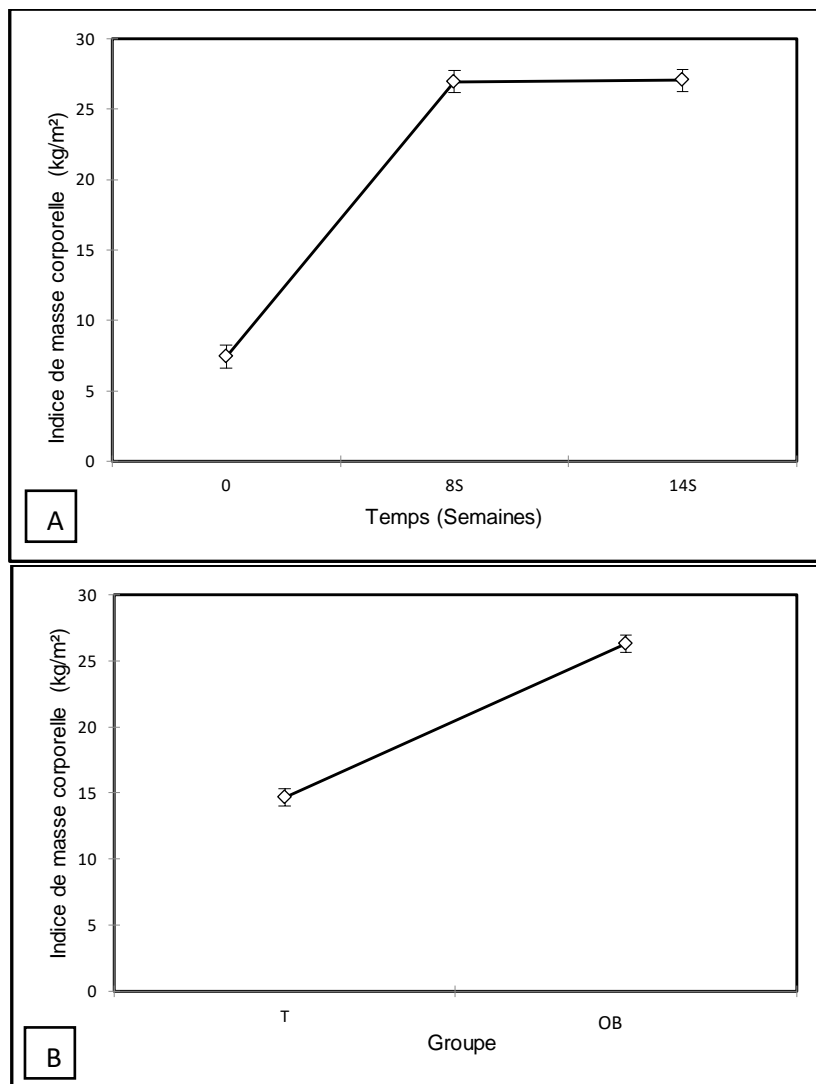 30
25
20
15
10
5
0
Indice de masse corporelle (kg/m²)
0 8S 14S
Temps (Semaines)
A
30
25
20
15
10
5
0
Indice de masse corporelle (kg/m²)
T OB
Groupe
B